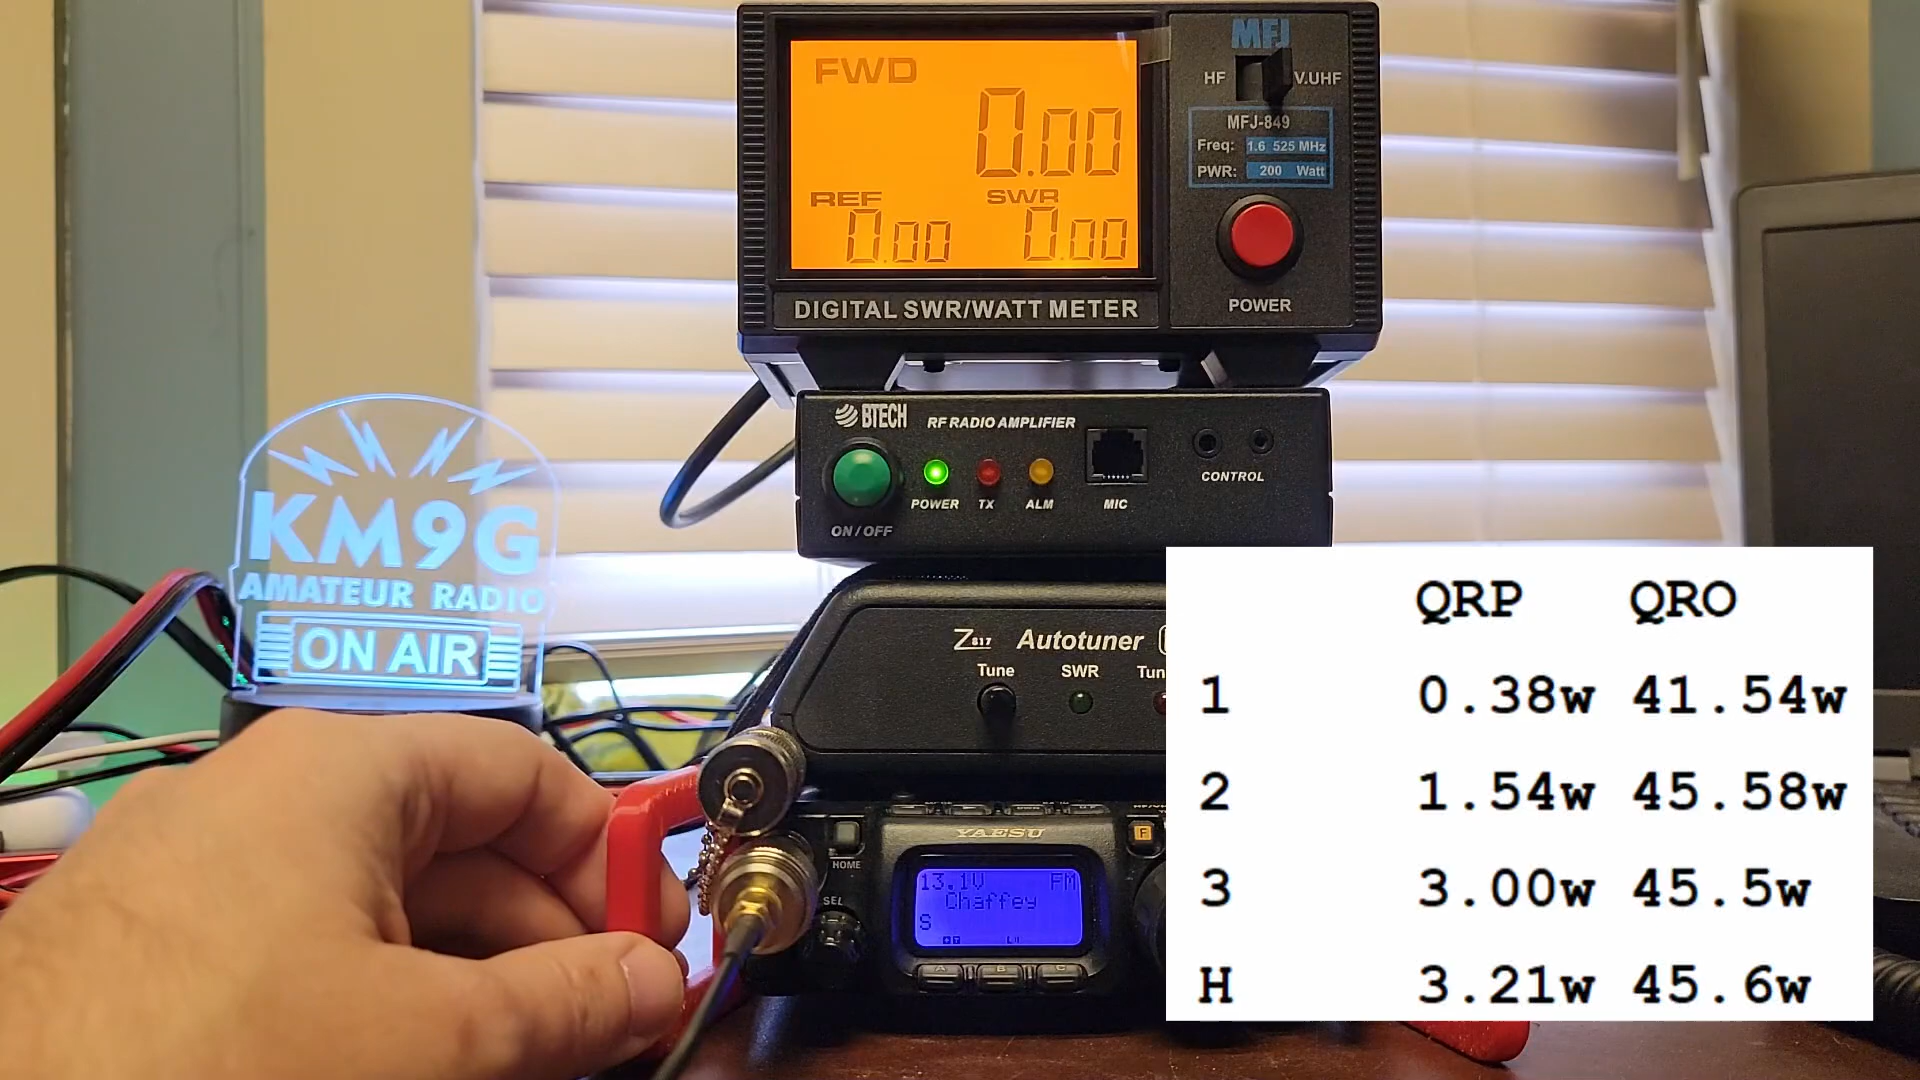 FWD
0.00
REF
0.00
SWR
0.00
DIGITAL SWR/WATT METER
MFJ
HF
V.UHF
MFJ-849
Freq: 1.6 525 MHz
PWR: 200 Watt
POWER
BTECH
RF RADIO AMPLIFIER
ON / OFF
POWER
TX
ALM
MIC
CONTROL
KM9G
AMATEUR RADIO
ON AIR
Z817 Autotuner
Tune
SWR
Tun
YAESU
HOME
F
SEL
13.1V FM
Chaffey
S
A B C
QRP QRO
1 0.38w 41.54w
2 1.54w 45.58w
3 3.00w 45.5w
H 3.21w 45.6w